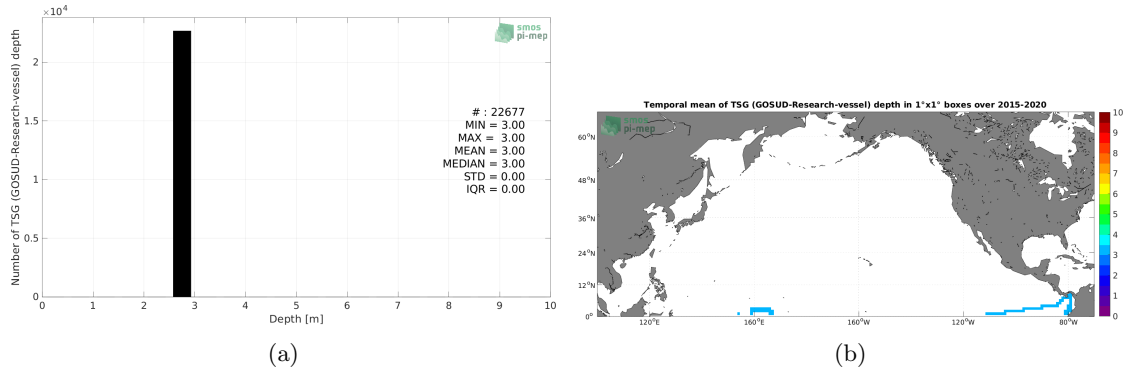 ×10⁴
2
1.5
1
0.5
0
Number of TSG (GOSUD-Research-vessel) depth
smos
pi-mep
# : 22677
MIN = 3.00
MAX = 3.00
MEAN = 3.00
MEDIAN = 3.00
STD = 0.00
IQR = 0.00
0 1 2 3 4 5 6 7 8 9 10
Depth [m]
(a)
Temporal mean of TSG (GOSUD-Research-vessel) depth in 1°x1° boxes over 2015-2020
smos
pi-mep
60°N
48°N
36°N
24°N
12°N
0°
120°E 160°E 160°W 120°W 80°W
10
9
8
7
6
5
4
3
2
1
0
(b)